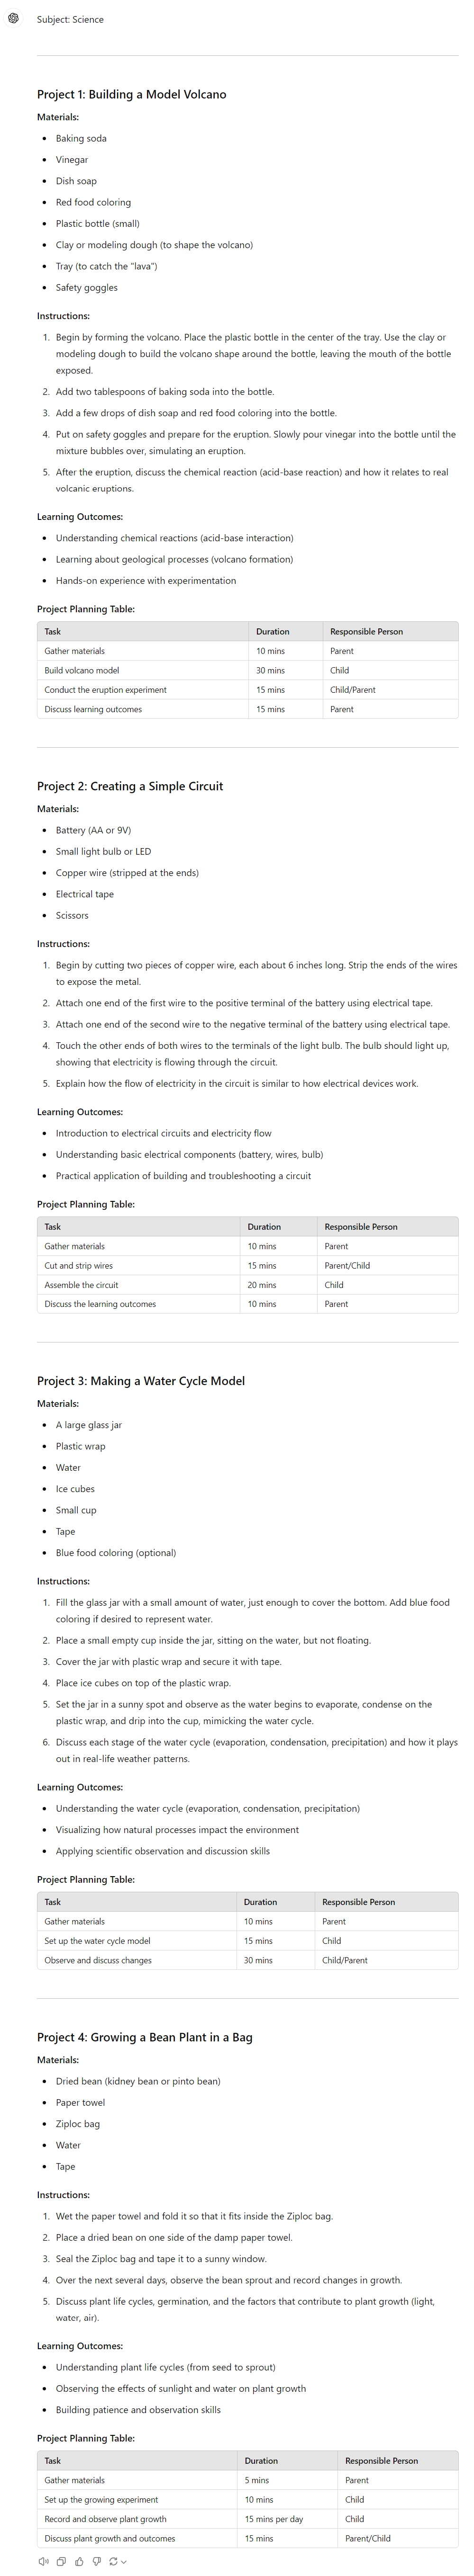 Subject: Science
Project 1: Building a Model Volcano
Materials:
• Baking soda
• Vinegar
• Dish soap
• Red food coloring
• Plastic bottle (small)
• Clay or modeling dough (to shape the volcano)
• Tray (to catch the "lava")
• Safety goggles
Instructions:
1. Begin by forming the volcano. Place the plastic bottle in the center of the tray. Use the clay or
modeling dough to build the volcano shape around the bottle, leaving the mouth of the bottle
exposed.
2. Add two tablespoons of baking soda into the bottle.
3. Add a few drops of dish soap and red food coloring into the bottle.
4. Put on safety goggles and prepare for the eruption. Slowly pour vinegar into the bottle until the
mixture bubbles over, simulating an eruption.
5. After the eruption, discuss the chemical reaction (acid-base reaction) and how it relates to real
volcanic eruptions.
Learning Outcomes:
• Understanding chemical reactions (acid-base interaction)
• Learning about geological processes (volcano formation)
• Hands-on experience with experimentation
Project Planning Table:
Task Duration Responsible Person
Gather materials 10 mins Parent
Build volcano model 30 mins Child
Conduct the eruption experiment 15 mins Child/Parent
Discuss learning outcomes 15 mins Parent
Project 2: Creating a Simple Circuit
Materials:
• Battery (AA or 9V)
• Small light bulb or LED
• Copper wire (stripped at the ends)
• Electrical tape
• Scissors
Instructions:
1. Begin by cutting two pieces of copper wire, each about 6 inches long. Strip the ends of the wires
to expose the metal.
2. Attach one end of the first wire to the positive terminal of the battery using electrical tape.
3. Attach one end of the second wire to the negative terminal of the battery using electrical tape.
4. Touch the other ends of both wires to the terminals of the light bulb. The bulb should light up,
showing that electricity is flowing through the circuit.
5. Explain how the flow of electricity in the circuit is similar to how electrical devices work.
Learning Outcomes:
• Introduction to electrical circuits and electricity flow
• Understanding basic electrical components (battery, wires, bulb)
• Practical application of building and troubleshooting a circuit
Project Planning Table:
Task Duration Responsible Person
Gather materials 10 mins Parent
Cut and strip wires 15 mins Parent/Child
Assemble the circuit 20 mins Child
Discuss the learning outcomes 10 mins Parent
Project 3: Making a Water Cycle Model
Materials:
• A large glass jar
• Plastic wrap
• Water
• Ice cubes
• Small cup
• Tape
• Blue food coloring (optional)
Instructions:
1. Fill the glass jar with a small amount of water, just enough to cover the bottom. Add blue food
coloring if desired to represent water.
2. Place a small empty cup inside the jar, sitting on the water, but not floating.
3. Cover the jar with plastic wrap and secure it with tape.
4. Place ice cubes on top of the plastic wrap.
5. Set the jar in a sunny spot and observe as the water begins to evaporate, condense on the
plastic wrap, and drip into the cup, mimicking the water cycle.
6. Discuss each stage of the water cycle (evaporation, condensation, precipitation) and how it plays
out in real-life weather patterns.
Learning Outcomes:
• Understanding the water cycle (evaporation, condensation, precipitation)
• Visualizing how natural processes impact the environment
• Applying scientific observation and discussion skills
Project Planning Table:
Task Duration Responsible Person
Gather materials 10 mins Parent
Set up the water cycle model 15 mins Child
Observe and discuss changes 30 mins Child/Parent
Project 4: Growing a Bean Plant in a Bag
Materials:
• Dried bean (kidney bean or pinto bean)
• Paper towel
• Ziploc bag
• Water
• Tape
Instructions:
1. Wet the paper towel and fold it so that it fits inside the Ziploc bag.
2. Place a dried bean on one side of the damp paper towel.
3. Seal the Ziploc bag and tape it to a sunny window.
4. Over the next several days, observe the bean sprout and record changes in growth.
5. Discuss plant life cycles, germination, and the factors that contribute to plant growth (light,
water, air).
Learning Outcomes:
• Understanding plant life cycles (from seed to sprout)
• Observing the effects of sunlight and water on plant growth
• Building patience and observation skills
Project Planning Table:
Task Duration Responsible Person
Gather materials 5 mins Parent
Set up the growing experiment 10 mins Child
Record and observe plant growth 15 mins per day Child
Discuss plant growth and outcomes 15 mins Parent/Child